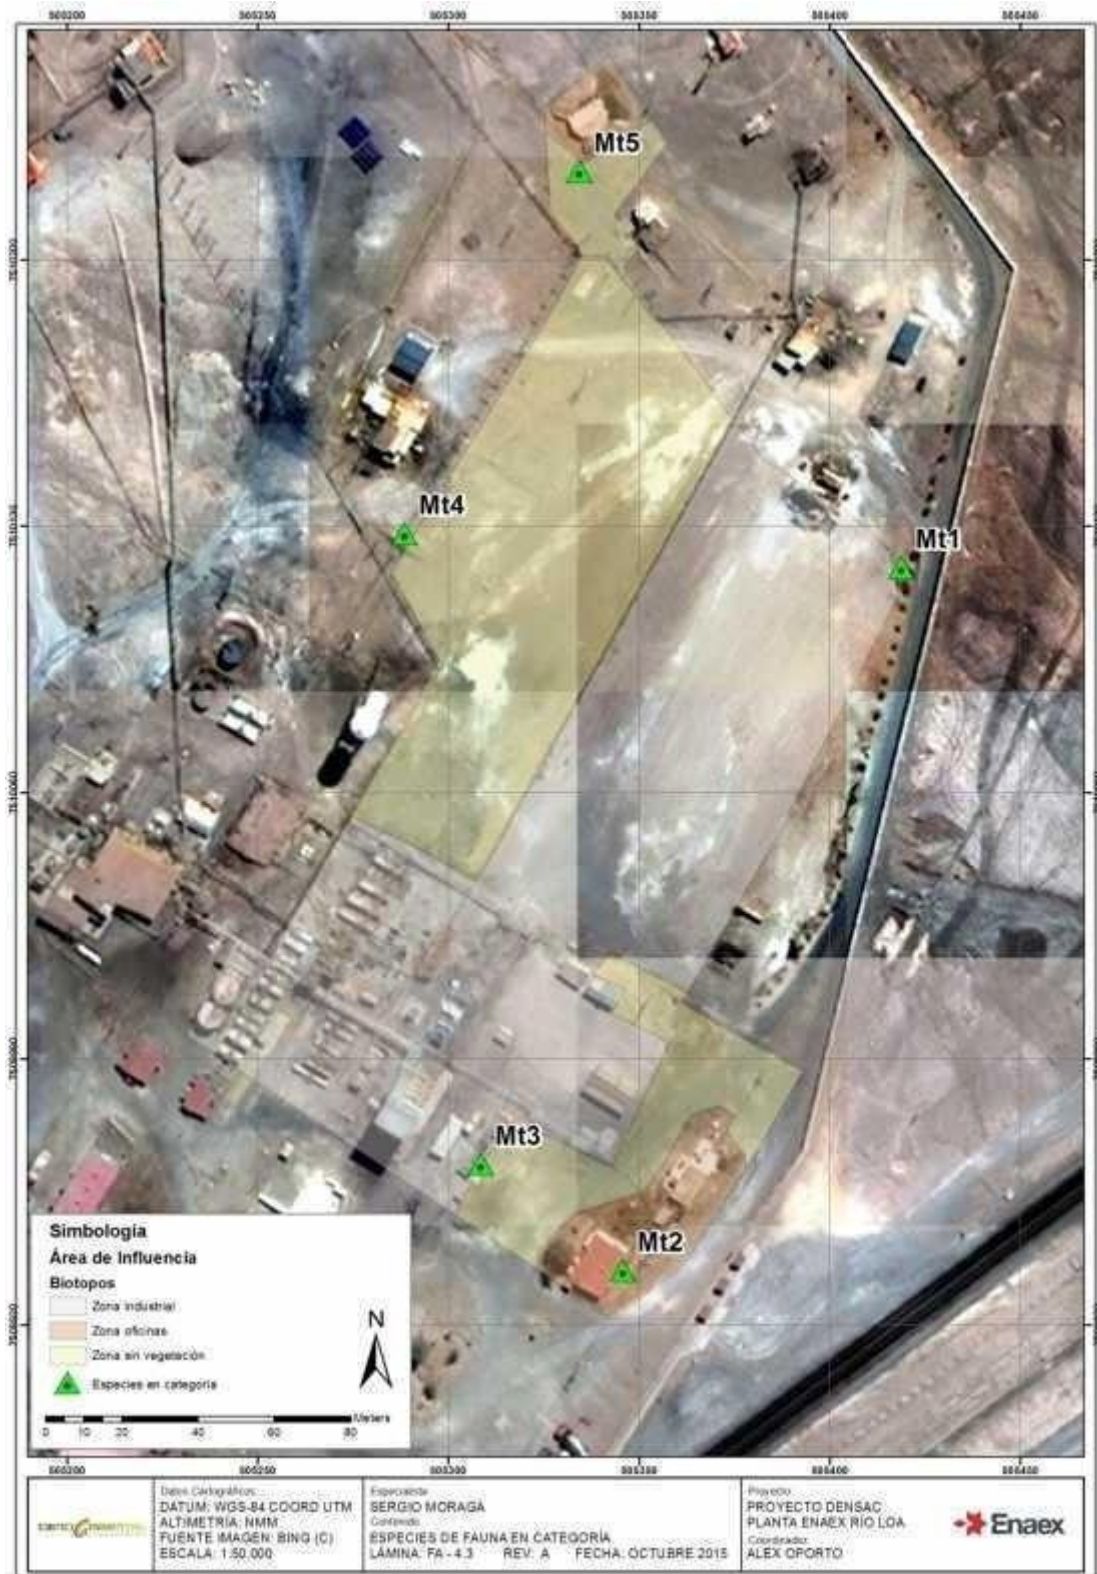 Mt5
Mt4
Mt1
Mt3
Mt2
Simbología
Área de Influencia
Biotopos
Zona industrial
Zona oficinas
Zona sin vegetación
Especies en categoría
N
0 10 20 40 60 80 Meters
Datos Cartográficos:
DATUM: WGS-84 COORD UTM
ALTIMETRÍA: NMM
FUENTE IMAGEN: BING (C)
ESCALA: 1:50.000
Especialista
SERGIO MORAGA
Contenido
ESPECIES DE FAUNA EN CATEGORÍA
LÁMINA: FA - 4.3 REV: A FECHA: OCTUBRE 2015
Proyecto
PROYECTO DENSAC
PLANTA ENAEX RIO LOA
Coordinador
ALEX OPORTO
Enaex